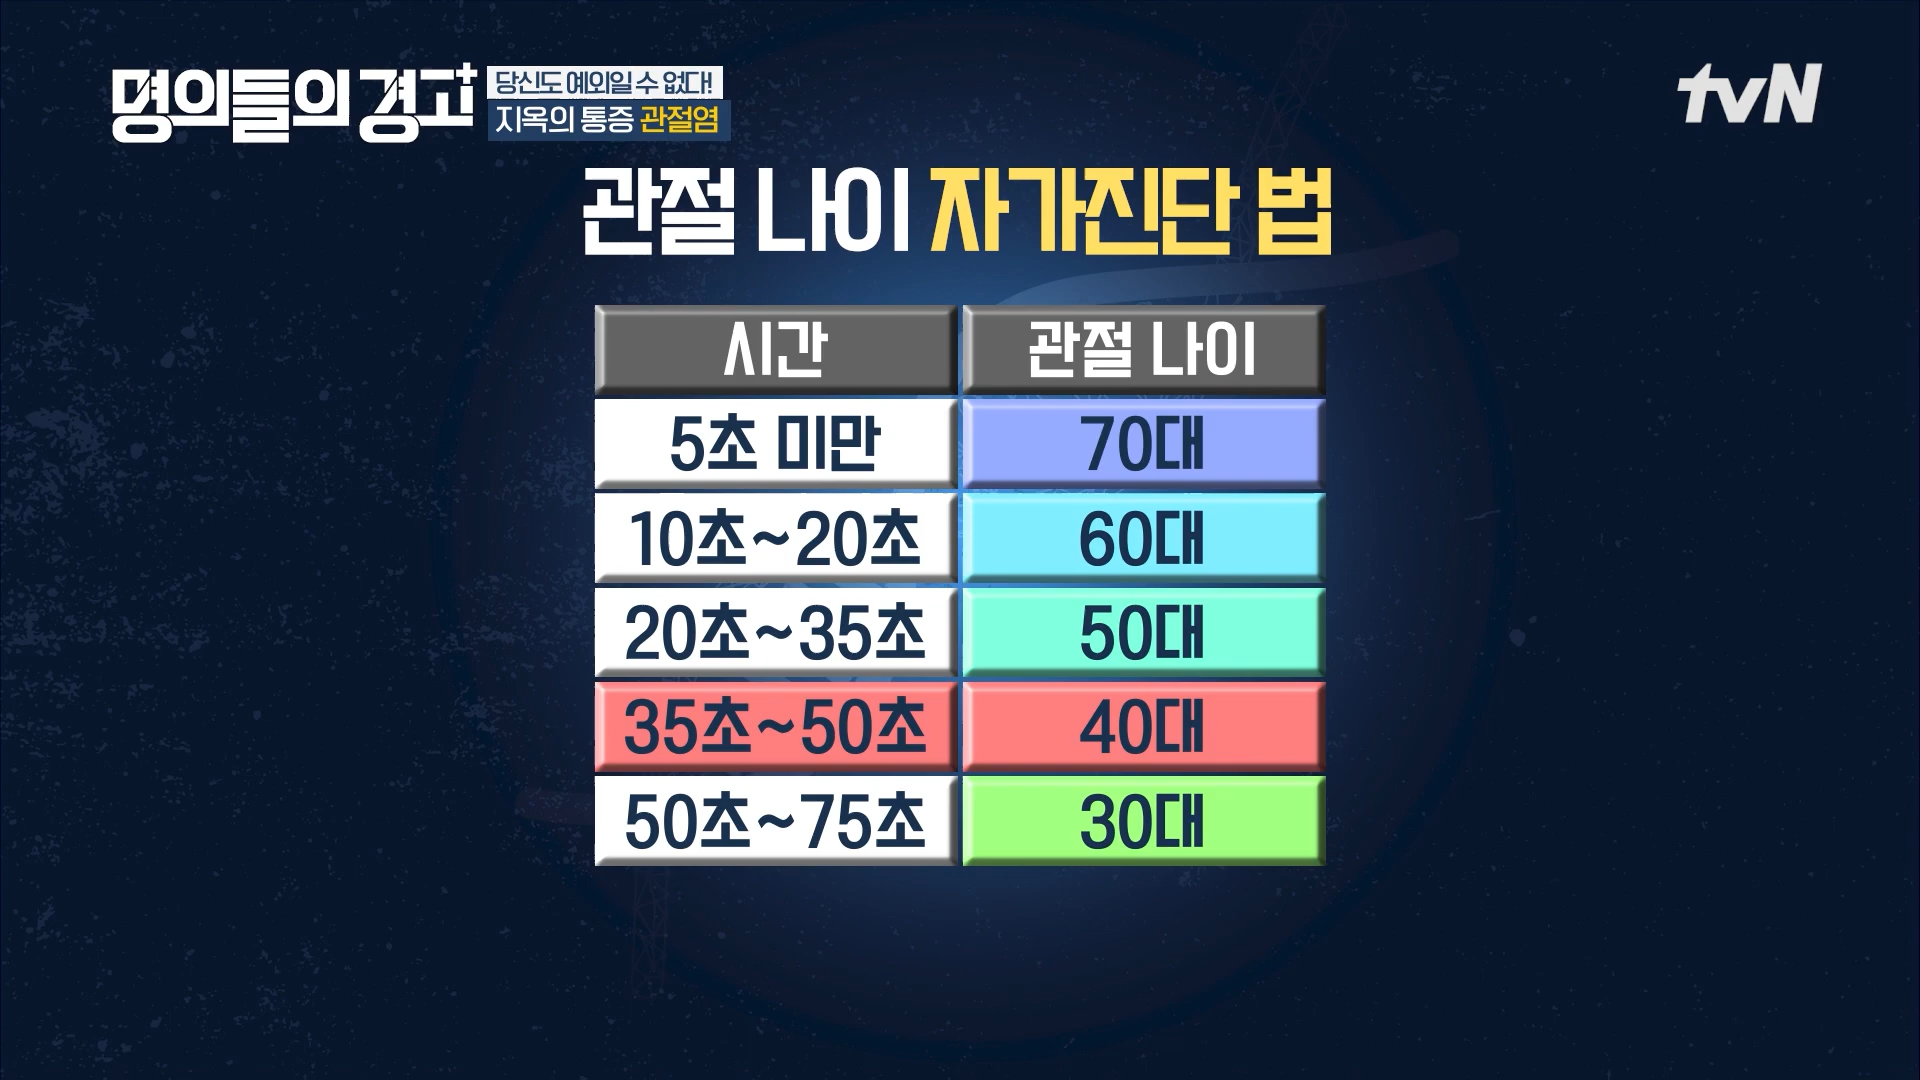 명의들의 경고+
당신도 예외일 수 없다!
지옥의 통증 관절염
tvN
관절 나이 자가진단 법
시간 관절 나이
5초 미만 70대
10초~20초 60대
20초~35초 50대
35초~50초 40대
50초~75초 30대